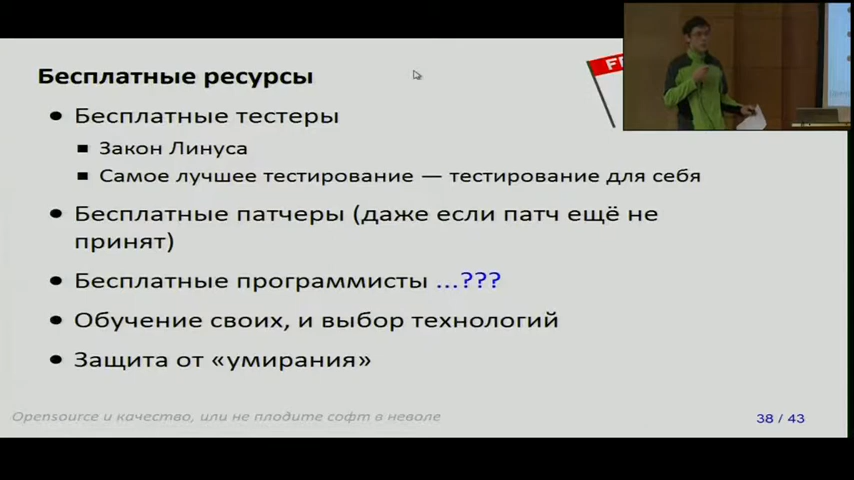 Бесплатные ресурсы
Бесплатные тестеры
Закон Линуса
Самое лучшее тестирование — тестирование для себя
Бесплатные патчеры (даже если патч ещё не
принят)
Бесплатные программисты ...???
Обучение своих, и выбор технологий
Защита от «умирания»
Opensource и качество, или не плодите софт в неволе
38 / 43